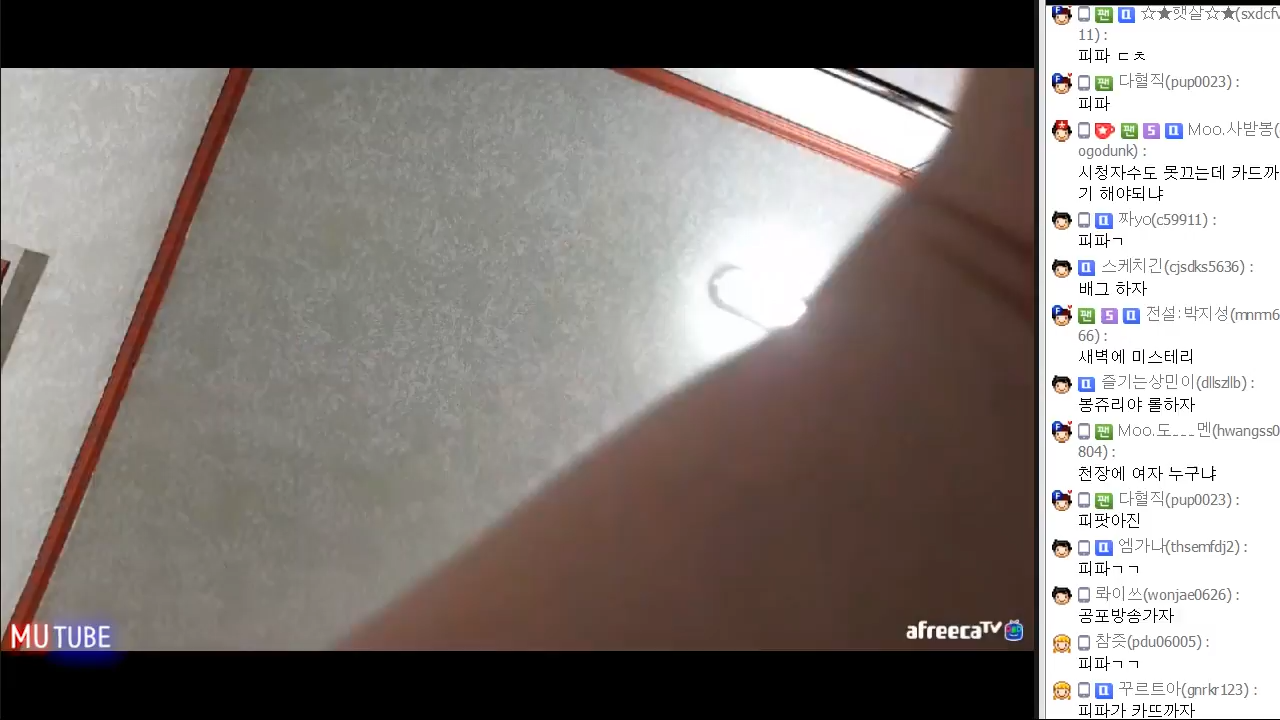 ☆★햇살☆★(sxdcfv
11) :
피파 ㄷㅊ
팬 다혈직(pup0023) :
피파
팬 S Moo.사받봉(
ogodunk) :
시청자수도 못끄는데 카드까
기 해야되냐
짜yo(c59911) :
피파ㄱ
스케치긴(cjsdks5636) :
배그 하자
팬 S 전설:박지성(mnrm6
66) :
새벽에 미스테리
즐기는상민이(dllszllb) :
봉쥬리야 롤하자
팬 Moo.도___멘(hwangss0
804) :
천장에 여자 누구냐
팬 다혈직(pup0023) :
피팟아진
엠가나(thsemfdj2) :
피파ㄱㄱ
롸이쓰(wonjae0626) :
공포방송가자
참즛(pdu06005) :
피파ㄱㄱ
꾸르트아(gnrkr123) :
피파가 카뜨까자
MUTUBE
afreecaTV